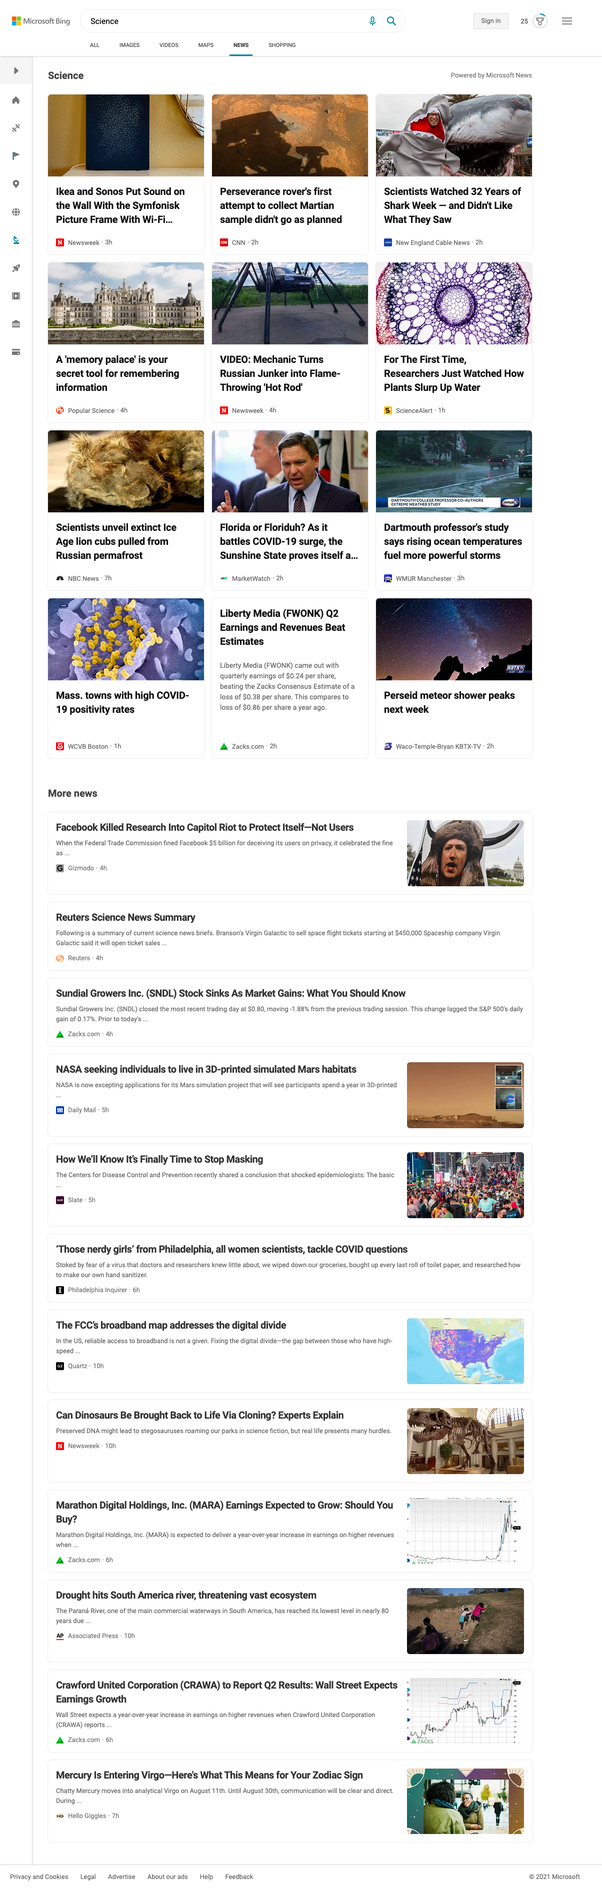 Microsoft Bing
Science
Sign in
25
ALL
IMAGES
VIDEOS
MAPS
NEWS
SHOPPING
Science
Powered by Microsoft News
Ikea and Sonos Put Sound on
the Wall With the Symfonisk
Picture Frame With Wi-Fi...
Newsweek · 3h
Perseverance rover's first
attempt to collect Martian
sample didn't go as planned
CNN · 2h
Scientists Watched 32 Years of
Shark Week — and Didn't Like
What They Saw
New England Cable News · 2h
A 'memory palace' is your
secret tool for remembering
information
Popular Science · 4h
VIDEO: Mechanic Turns
Russian Junker into Flame-
Throwing 'Hot Rod'
Newsweek · 4h
For The First Time,
Researchers Just Watched How
Plants Slurp Up Water
ScienceAlert · 1h
Scientists unveil extinct Ice
Age lion cubs pulled from
Russian permafrost
NBC News · 7h
Florida or Floriduh? As it
battles COVID-19 surge, the
Sunshine State proves itself a...
MarketWatch · 2h
DARTMOUTH COLLEGE PROFESSOR CO-AUTHORS
EXTREME WEATHER STUDY
Dartmouth professor's study
says rising ocean temperatures
fuel more powerful storms
WMUR Manchester · 3h
Mass. towns with high COVID-
19 positivity rates
WCVB Boston · 1h
Liberty Media (FWONK) Q2
Earnings and Revenues Beat
Estimates
Liberty Media (FWONK) came out with
quarterly earnings of $0.24 per share,
beating the Zacks Consensus Estimate of a
loss of $0.38 per share. This compares to
loss of $0.86 per share a year ago.
Zacks.com · 2h
KBTX
Perseid meteor shower peaks
next week
Waco-Temple-Bryan KBTX-TV · 2h
More news
Facebook Killed Research Into Capitol Riot to Protect Itself—Not Users
When the Federal Trade Commission fined Facebook $5 billion for deceiving its users on privacy, it celebrated the fine
as ...
Gizmodo · 4h
Reuters Science News Summary
Following is a summary of current science news briefs. Branson's Virgin Galactic to sell space flight tickets starting at $450,000 Spaceship company Virgin
Galactic said it will open ticket sales ...
Reuters · 4h
Sundial Growers Inc. (SNDL) Stock Sinks As Market Gains: What You Should Know
Sundial Growers Inc. (SNDL) closed the most recent trading day at $0.80, moving -1.88% from the previous trading session. This change lagged the S&P 500's daily
gain of 0.17%. Prior to today's ...
Zacks.com · 4h
NASA seeking individuals to live in 3D-printed simulated Mars habitats
NASA is now excepting applications for its Mars simulation project that will see participants spend a year in 3D-printed
...
Daily Mail · 5h
How We'll Know It's Finally Time to Stop Masking
The Centers for Disease Control and Prevention recently shared a conclusion that shocked epidemiologists: The basic
...
Slate · 5h
'Those nerdy girls' from Philadelphia, all women scientists, tackle COVID questions
Stoked by fear of a virus that doctors and researchers knew little about, we wiped down our groceries, bought up every last roll of toilet paper, and researched how
to make our own hand sanitizer.
Philadelphia Inquirer · 6h
The FCC's broadband map addresses the digital divide
In the US, reliable access to broadband is not a given. Fixing the digital divide—the gap between those who have high-
speed ...
Quartz · 10h
Can Dinosaurs Be Brought Back to Life Via Cloning? Experts Explain
Preserved DNA might lead to stegosauruses roaming our parks in science fiction, but real life presents many hurdles.
Newsweek · 10h
Marathon Digital Holdings, Inc. (MARA) Earnings Expected to Grow: Should You
Buy?
Marathon Digital Holdings, Inc. (MARA) is expected to deliver a year-over-year increase in earnings on higher revenues
when ...
Zacks.com · 6h
ZACKS
Drought hits South America river, threatening vast ecosystem
The Paraná River, one of the main commercial waterways in South America, has reached its lowest level in nearly 80
years due ...
AP Associated Press · 10h
Crawford United Corporation (CRAWA) to Report Q2 Results: Wall Street Expects
Earnings Growth
Wall Street expects a year-over-year increase in earnings on higher revenues when Crawford United Corporation
(CRAWA) reports ...
Zacks.com · 6h
ZACKS
Mercury Is Entering Virgo—Here's What This Means for Your Zodiac Sign
Chatty Mercury moves into analytical Virgo on August 11th. Until August 30th, communication will be clear and direct.
During ...
Hello Giggles · 7h
Privacy and Cookies
Legal
Advertise
About our ads
Help
Feedback
© 2021 Microsoft